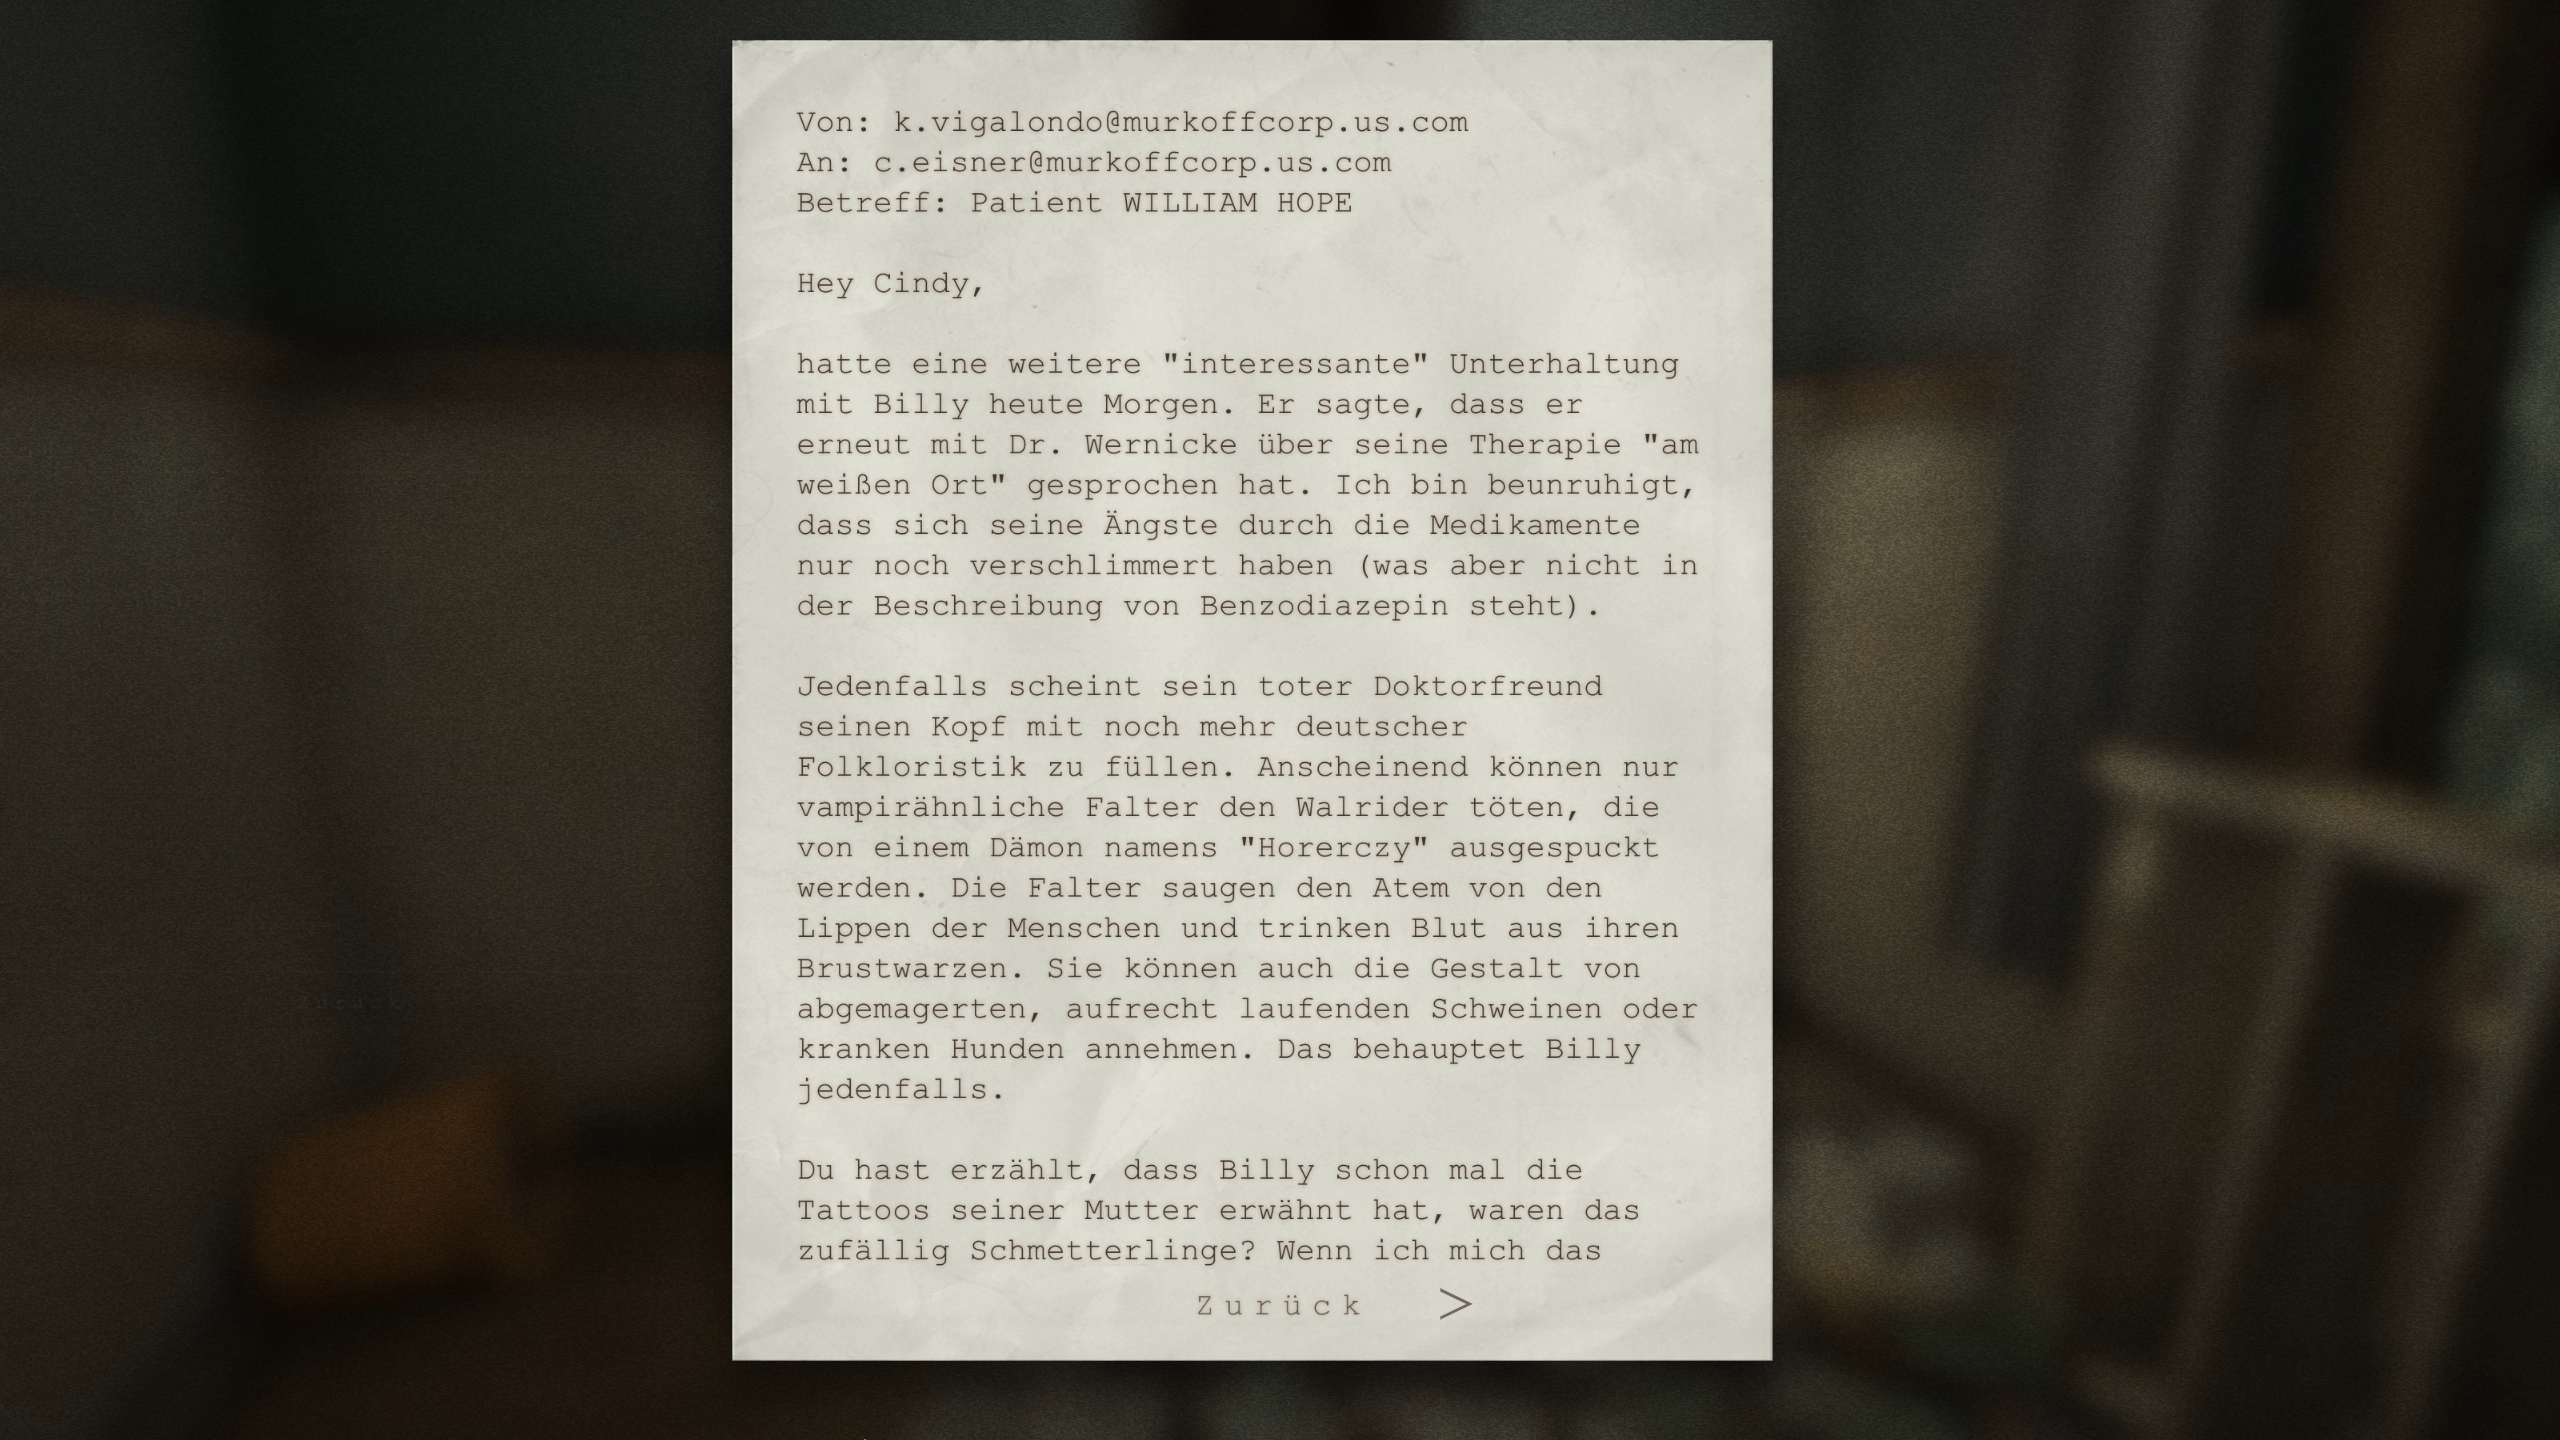 Von: k.vigalondo@murkoffcorp.us.com
An: c.eisner@murkoffcorp.us.com
Betreff: Patient WILLIAM HOPE
Hey Cindy,
hatte eine weitere "interessante" Unterhaltung
mit Billy heute Morgen. Er sagte, dass er
erneut mit Dr. Wernicke über seine Therapie "am
weißen Ort" gesprochen hat. Ich bin beunruhigt,
dass sich seine Ängste durch die Medikamente
nur noch verschlimmert haben (was aber nicht in
der Beschreibung von Benzodiazepin steht).
Jedenfalls scheint sein toter Doktorfreund
seinen Kopf mit noch mehr deutscher
Folkloristik zu füllen. Anscheinend können nur
vampirähnliche Falter den Walrider töten, die
von einem Dämon namens "Horerczy" ausgespuckt
werden. Die Falter saugen den Atem von den
Lippen der Menschen und trinken Blut aus ihren
Brustwarzen. Sie können auch die Gestalt von
abgemagerten, aufrecht laufenden Schweinen oder
kranken Hunden annehmen. Das behauptet Billy
jedenfalls.
Du hast erzählt, dass Billy schon mal die
Tattoos seiner Mutter erwähnt hat, waren das
zufällig Schmetterlinge? Wenn ich mich das
Zurück >